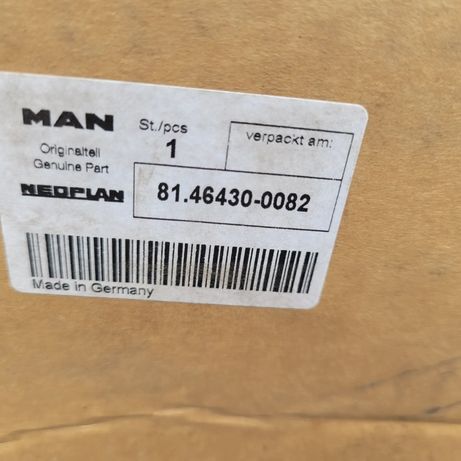 MAN
St./pcs
1
verpackt am:
Originalteil
Genuine Part
NEOPLAN
81.46430-0082
Made in Germany